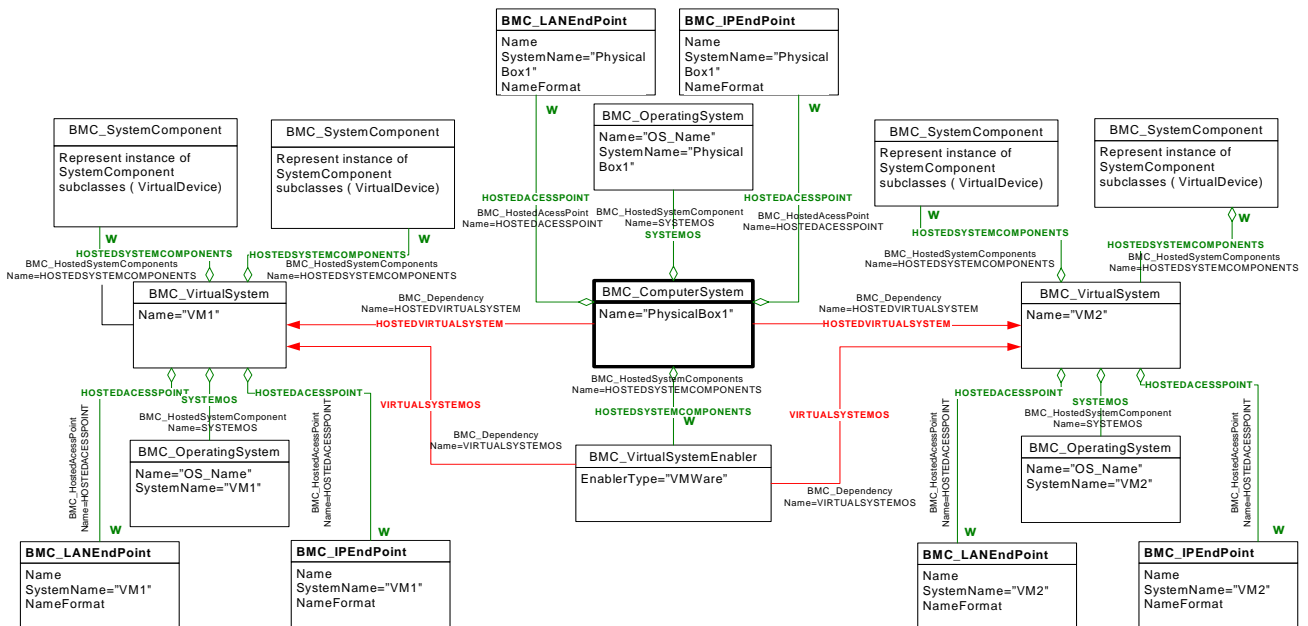 BMC_LANEndPoint
Name
SystemName="Physical
Box1"
NameFormat
W
BMC_IPEndPoint
Name
SystemName="Physical
Box1"
NameFormat
W
BMC_SystemComponent
Represent instance of
SystemComponent
subclasses ( VirtualDevice)
W
BMC_SystemComponent
Represent instance of
SystemComponent
subclasses ( VirtualDevice)
W
BMC_OperatingSystem
Name="OS_Name"
SystemName="Physical
Box1"
BMC_SystemComponent
Represent instance of
SystemComponent
subclasses ( VirtualDevice)
W
BMC_SystemComponent
Represent instance of
SystemComponent
subclasses ( VirtualDevice)
W
HOSTEDSYSTEMCOMPONENTS
BMC_HostedSystemComponents
Name=HOSTEDSYSTEMCOMPONENTS
HOSTEDSYSTEMCOMPONENTS
BMC_HostedSystemComponents
Name=HOSTEDSYSTEMCOMPONENTS
HOSTEDACESSPOINT
BMC_HostedAcessPoint
Name=HOSTEDACESSPOINT
BMC_HostedSystemComponent
Name=SYSTEMOS
SYSTEMOS
HOSTEDACESSPOINT
BMC_HostedAcessPoint
Name=HOSTEDACESSPOINT
HOSTEDSYSTEMCOMPONENTS
BMC_HostedSystemComponents
Name=HOSTEDSYSTEMCOMPONENTS
HOSTEDSYSTEMCOMPONENTS
BMC_HostedSystemComponents
Name=HOSTEDSYSTEMCOMPONENTS
BMC_VirtualSystem
Name="VM1"
BMC_Dependency
Name=HOSTEDVIRTUALSYSTEM
HOSTEDVIRTUALSYSTEM
BMC_ComputerSystem
Name="PhysicalBox1"
BMC_Dependency
Name=HOSTEDVIRTUALSYSTEM
HOSTEDVIRTUALSYSTEM
BMC_VirtualSystem
Name="VM2"
BMC_HostedSystemComponents
Name=HOSTEDSYSTEMCOMPONENTS
HOSTEDSYSTEMCOMPONENTS
W
VIRTUALSYSTEMOS
BMC_Dependency
Name=VIRTUALSYSTEMOS
VIRTUALSYSTEMOS
BMC_Dependency
Name=VIRTUALSYSTEMOS
BMC_VirtualSystemEnabler
EnablerType="VMWare"
HOSTEDACESSPOINT
BMC_HostedAcessPoint
Name=HOSTEDACESSPOINT
SYSTEMOS
BMC_HostedSystemComponent
Name=SYSTEMOS
HOSTEDACESSPOINT
BMC_HostedAcessPoint
Name=HOSTEDACESSPOINT
BMC_OperatingSystem
Name="OS_Name"
SystemName="VM1"
W
W
BMC_LANEndPoint
Name
SystemName="VM1"
NameFormat
BMC_IPEndPoint
Name
SystemName="VM1"
NameFormat
HOSTEDACESSPOINT
BMC_HostedAcessPoint
Name=HOSTEDACESSPOINT
SYSTEMOS
BMC_HostedSystemComponent
Name=SYSTEMOS
HOSTEDACESSPOINT
BMC_HostedAcessPoint
Name=HOSTEDACESSPOINT
BMC_OperatingSystem
Name="OS_Name"
SystemName="VM2"
W
W
BMC_LANEndPoint
Name
SystemName="VM2"
NameFormat
BMC_IPEndPoint
Name
SystemName="VM2"
NameFormat